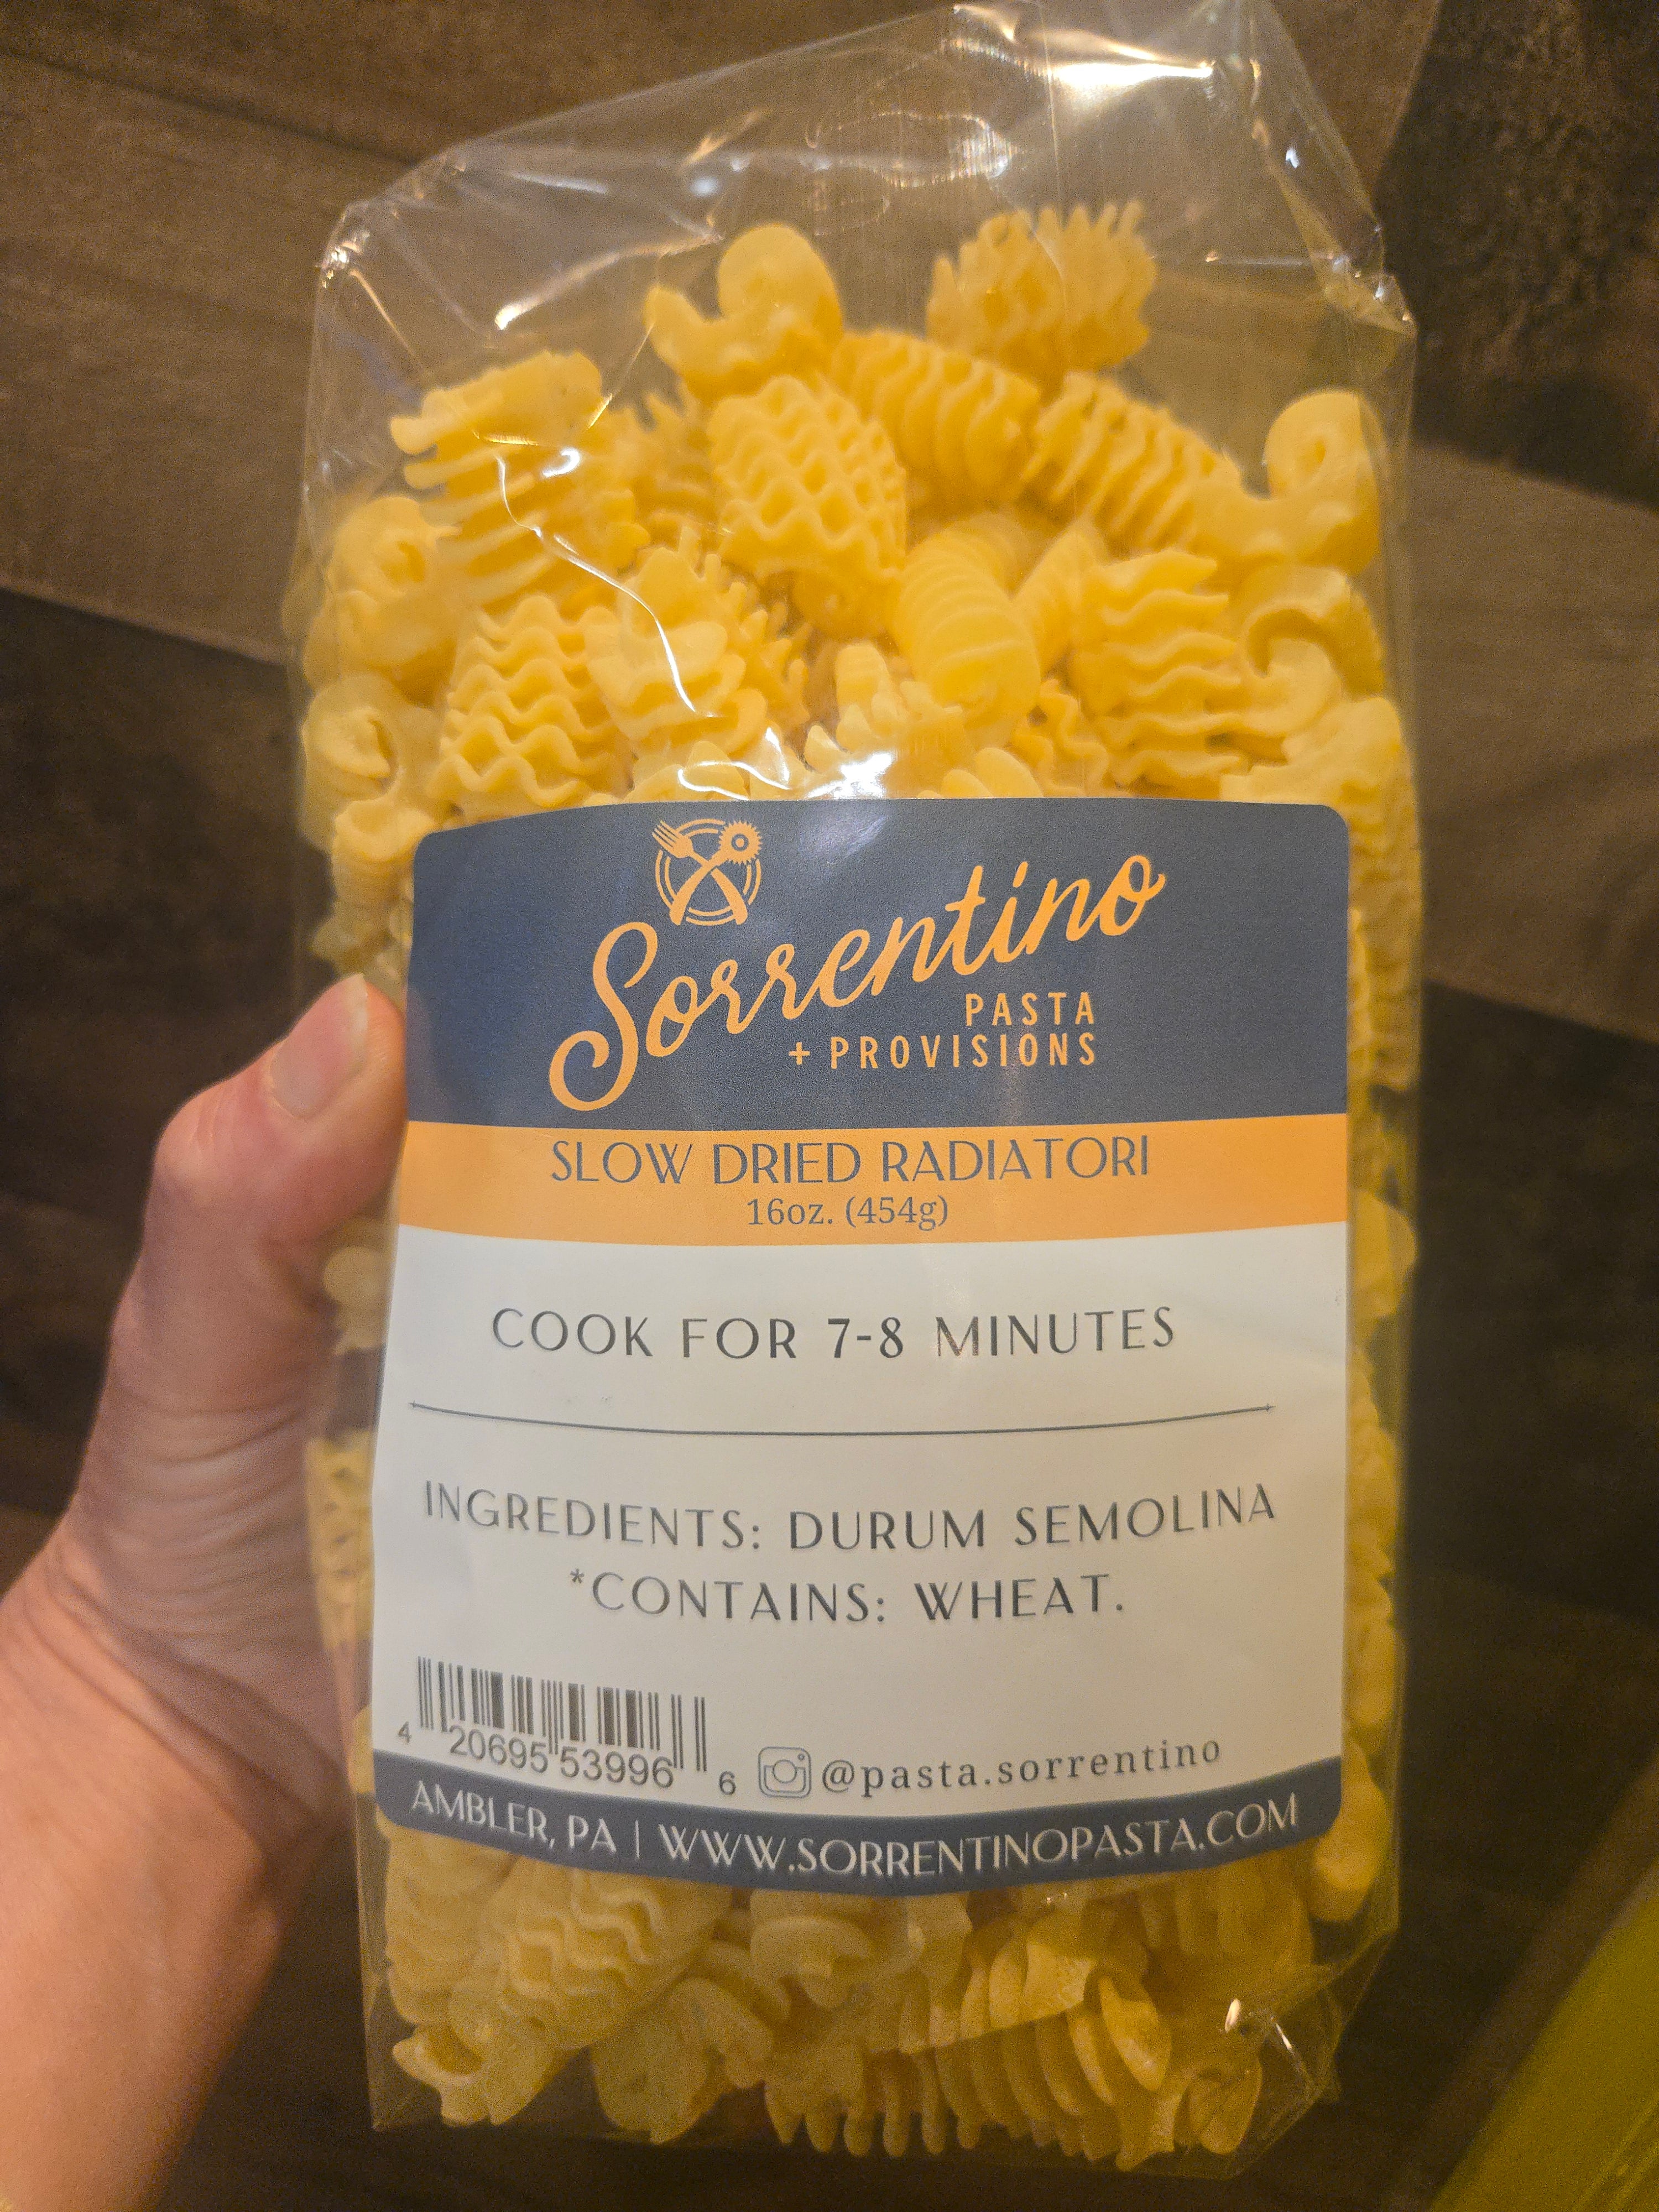 Sorrentino
PASTA
+ PROVISIONS
SLOW DRIED RADIATORI
16oz. (454g)
COOK FOR 7-8 MINUTES
INGREDIENTS: DURUM SEMOLINA
*CONTAINS: WHEAT.
4 20695 53996 6
@pasta.sorrentino
AMBLER, PA | WWW.SORRENTINOPASTA.COM